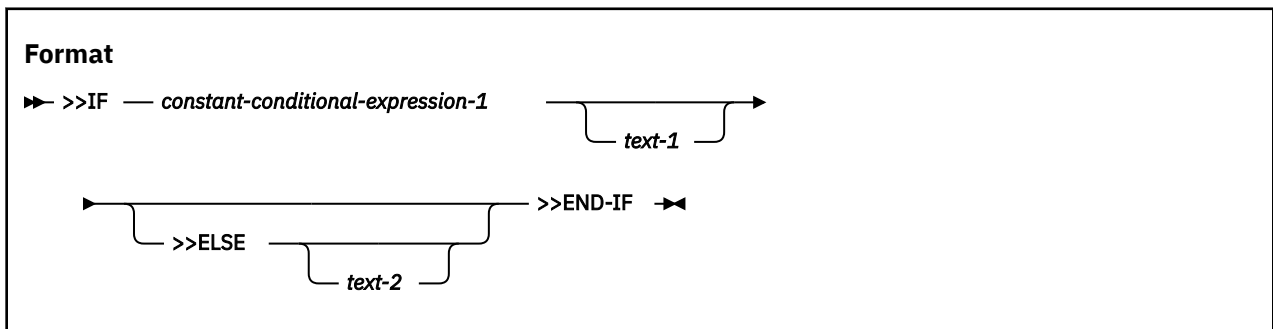 Format
>>IF constant-conditional-expression-1
text-1
>>ELSE >>END-IF
text-2